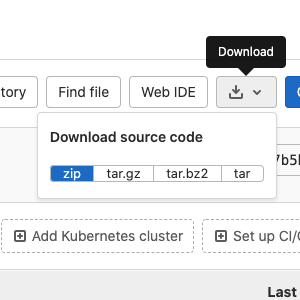 Download
tory Find file Web IDE
Download source code
zip tar.gz tar.bz2 tar
Add Kubernetes cluster Set up CI/
Last